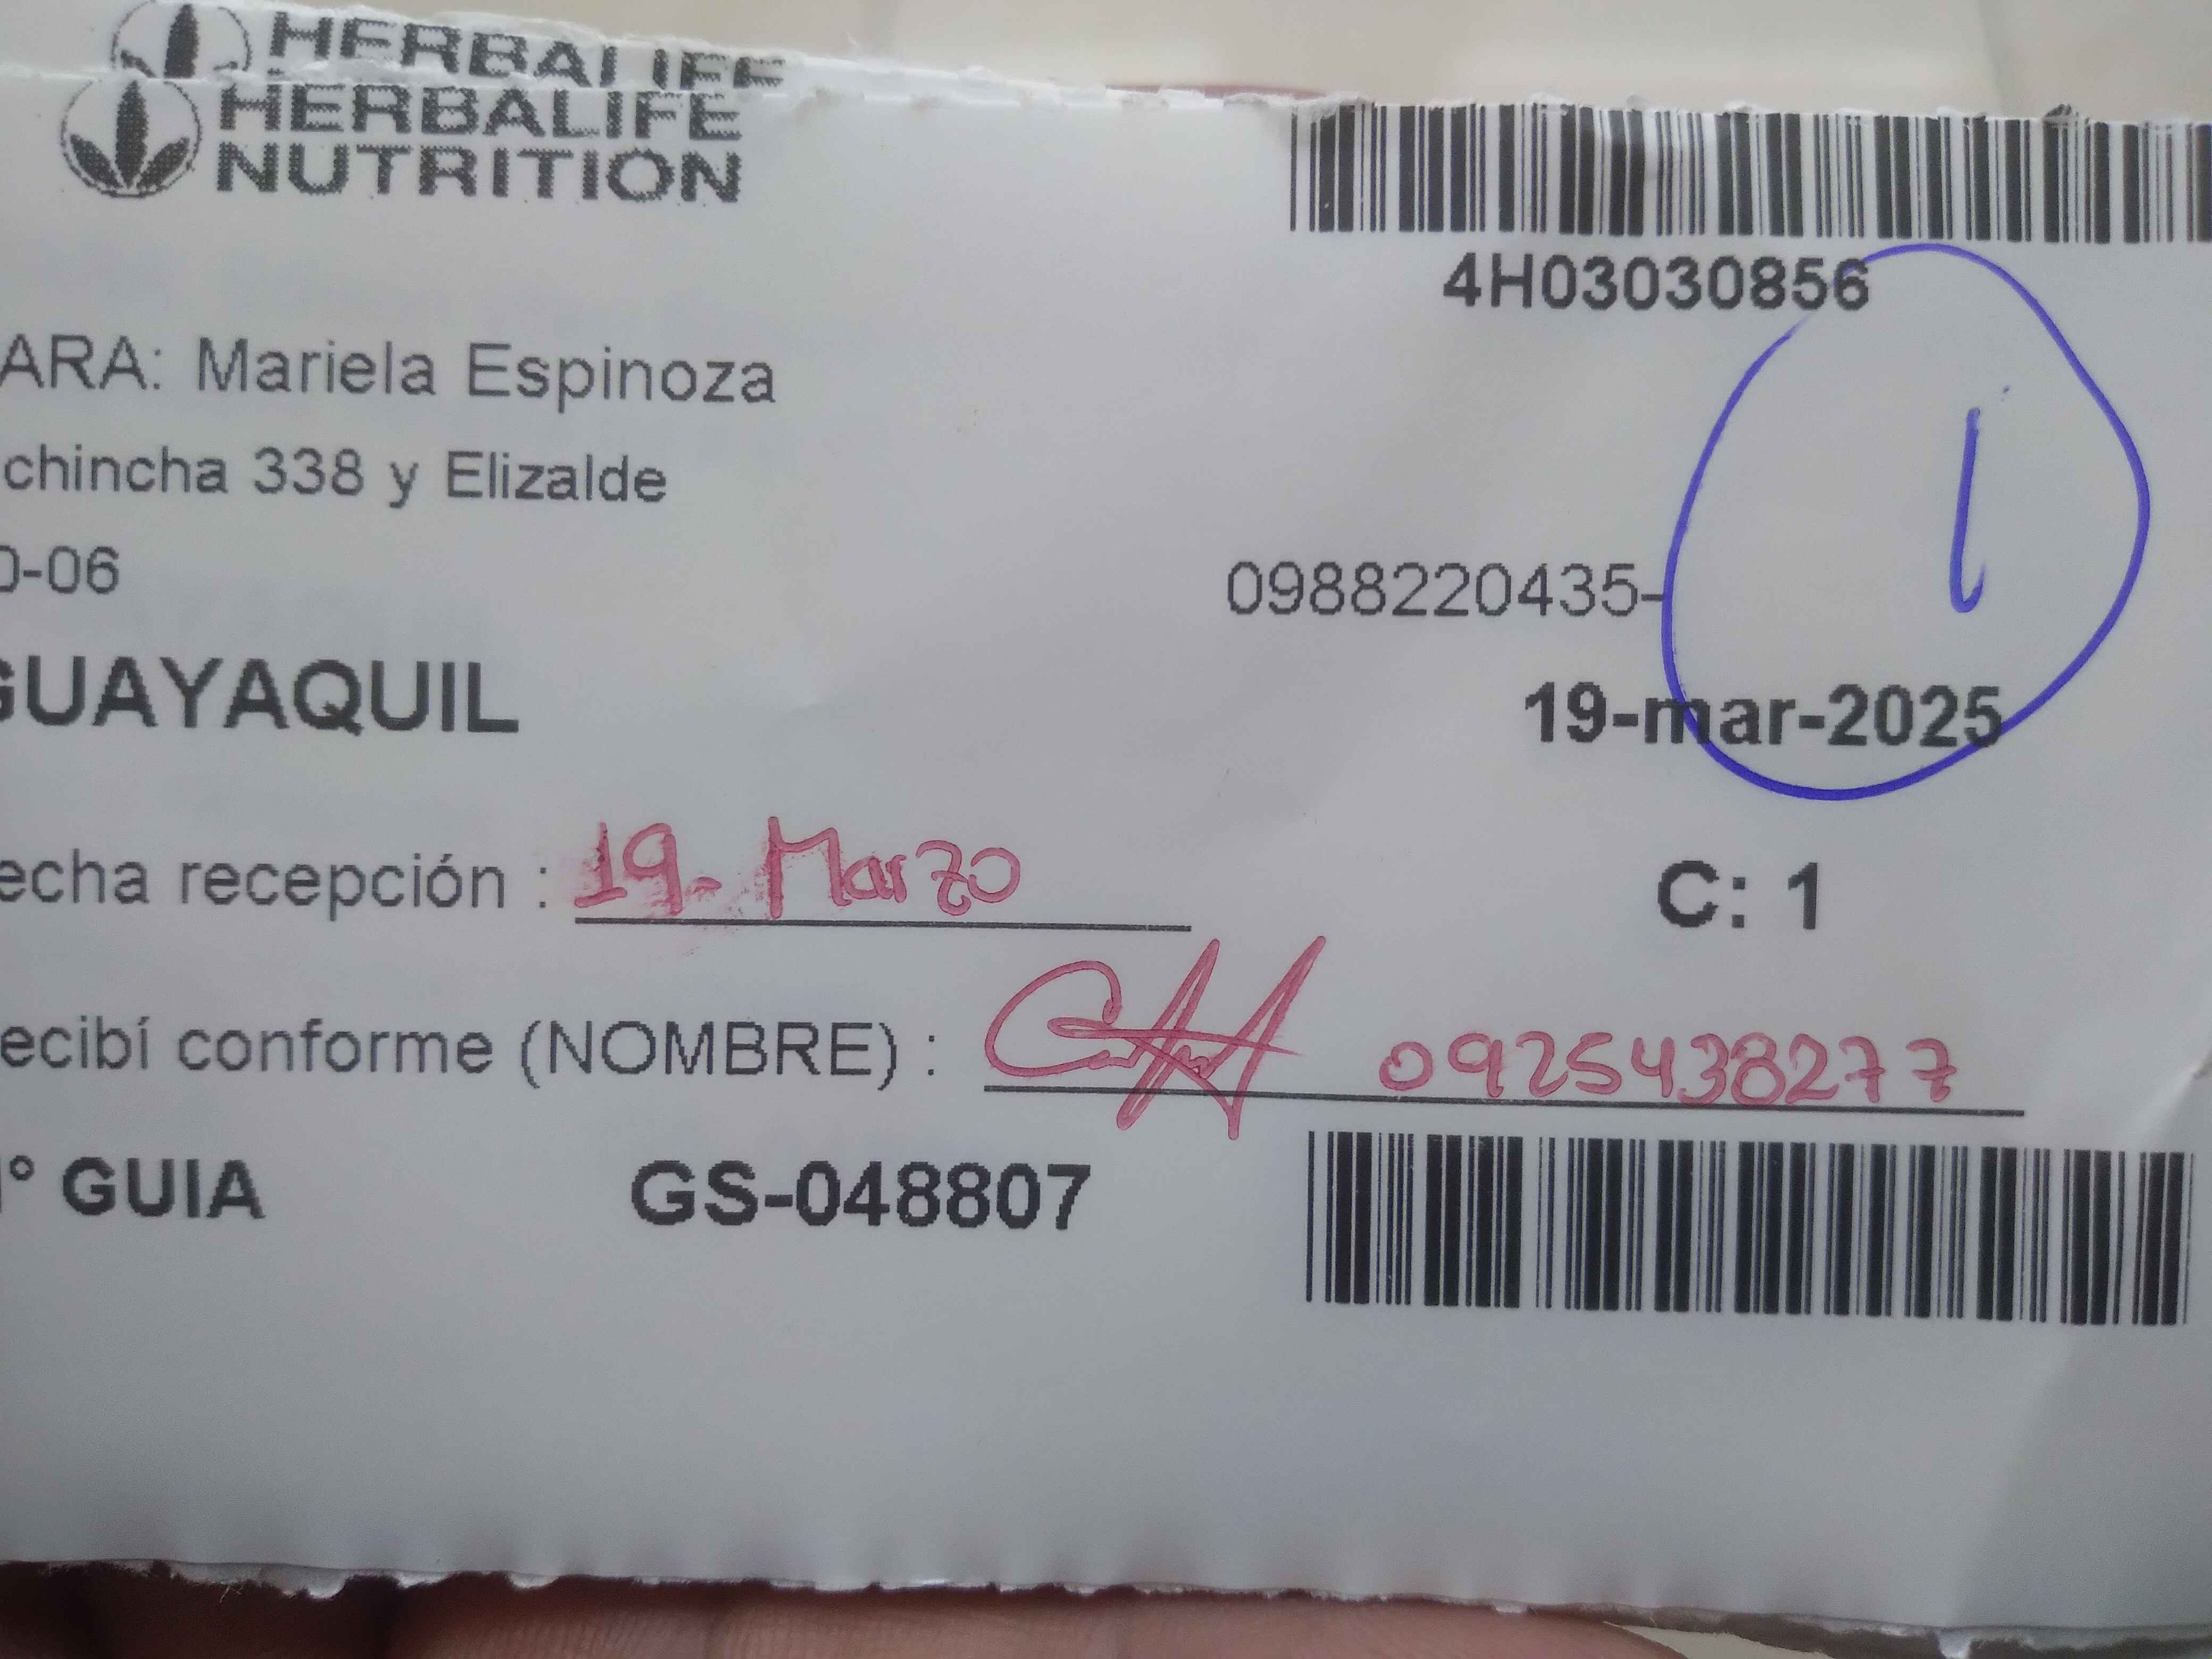 HERBALIFE
HERBALIFE
NUTRITION
4H03030856
ARA: Mariela Espinoza
chincha 338 y Elizalde
1
0-06
0988220435-
GUAYAQUIL
19-mar-2025
echa recepción : 19. Marzo
C: 1
ecibí conforme (NOMBRE) : 0925438277
° GUIA GS-048807